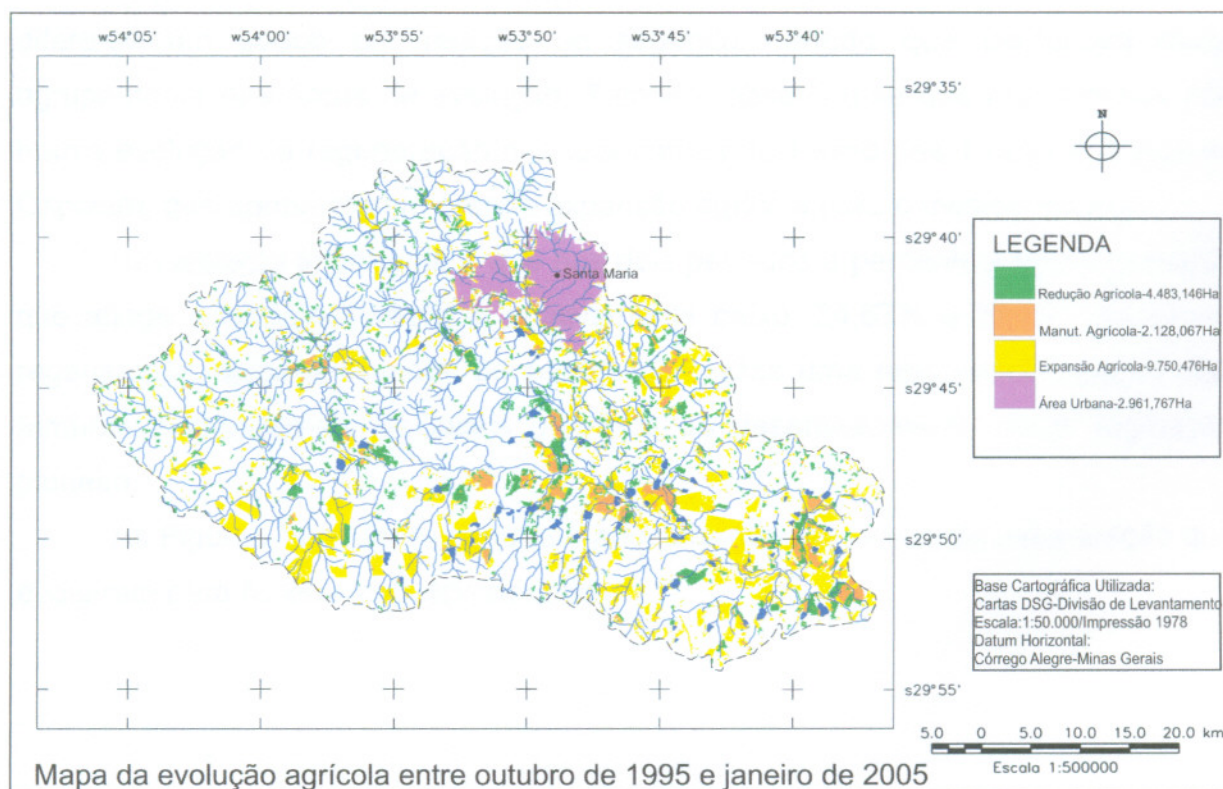 w54°05' w54°00' w53°55' w53°50' w53°45' w53°40'
s29°35'
N
s29°40'
Santa Maria
LEGENDA
Redução Agrícola-4.483,146Ha
Manut. Agrícola-2.128,067Ha
Expansão Agrícola-9.750,476Ha
Área Urbana-2.961,767Ha
s29°45'
s29°50'
Base Cartográfica Utilizada:
Cartas DSG-Divisão de Levantamento
Escala:1:50.000/Impressão 1978
Datum Horizontal:
Córrego Alegre-Minas Gerais
s29°55'
5.0 0 5.0 10.0 15.0 20.0 km
Escala 1:500000
Mapa da evolução agrícola entre outubro de 1995 e janeiro de 2005